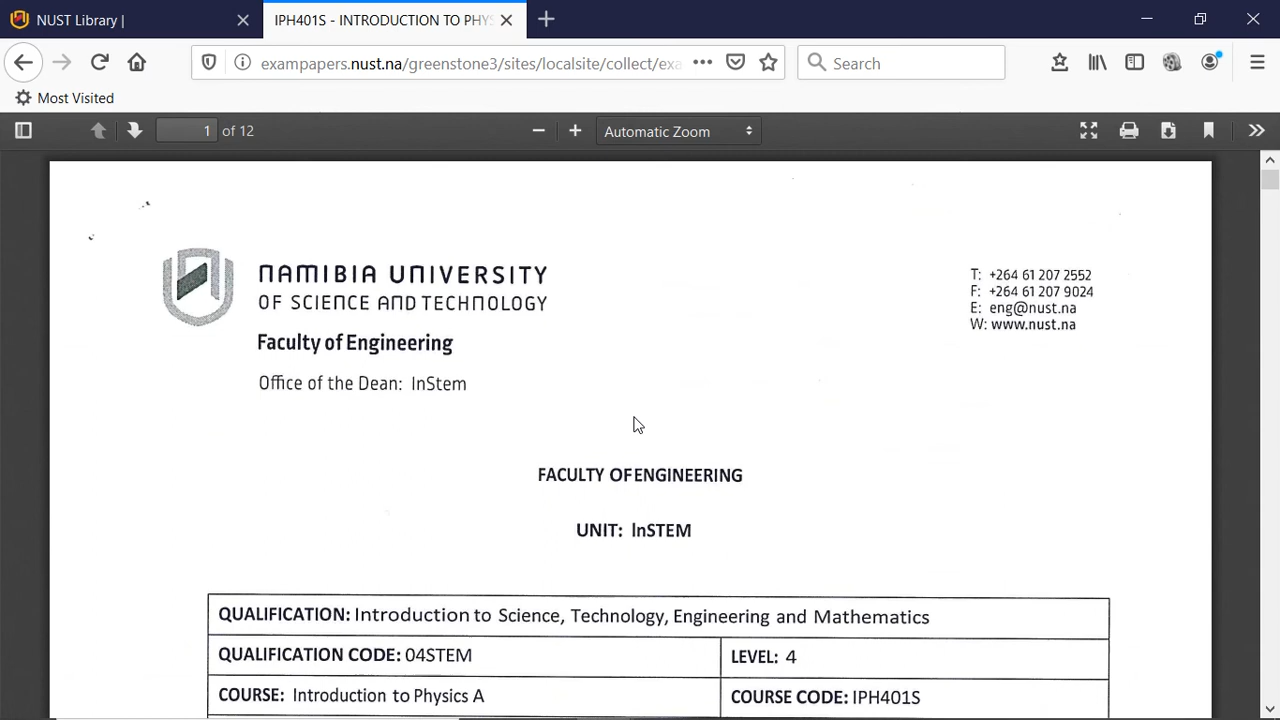 NUST Library |
IPH401S - INTRODUCTION TO PHYS
exampapers.nust.na/greenstone3/sites/localsite/collect/exa
Search
Most Visited
1 of 12
Automatic Zoom
NAMIBIA UNIVERSITY
OF SCIENCE AND TECHNOLOGY
Faculty of Engineering
Office of the Dean: InStem
T: +264 61 207 2552
F: +264 61 207 9024
E: eng@nust.na
W: www.nust.na
FACULTY OF ENGINEERING
UNIT: InSTEM
QUALIFICATION: Introduction to Science, Technology, Engineering and Mathematics
QUALIFICATION CODE: 04STEM
LEVEL: 4
COURSE: Introduction to Physics A
COURSE CODE: IPH401S